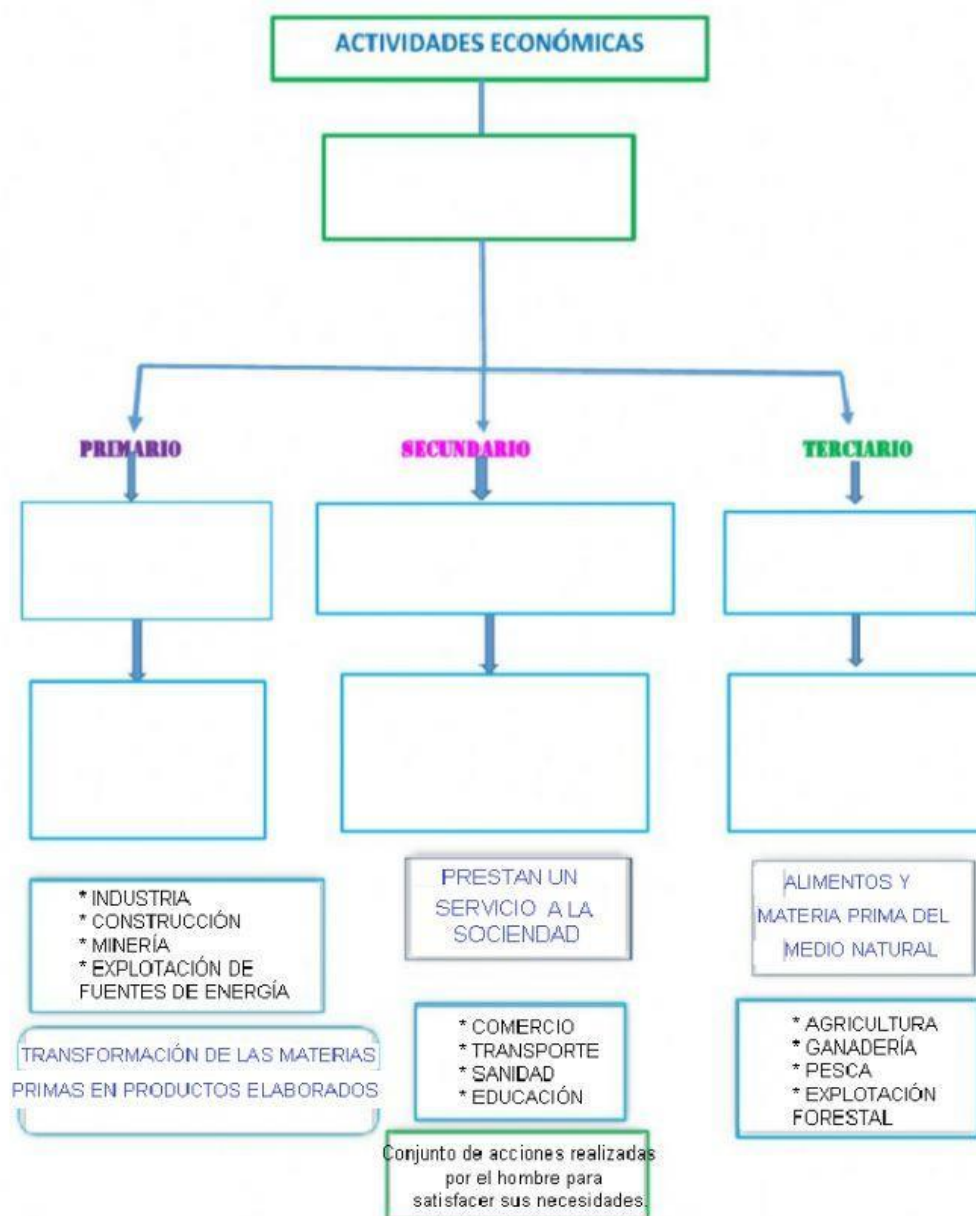 ACTIVIDADES ECONÓMICAS
PRIMARIO
SECUNDARIO
TERCIARIO
* INDUSTRIA
* CONSTRUCCIÓN
* MINERÍA
* EXPLOTACIÓN DE
FUENTES DE ENERGÍA
TRANSFORMACIÓN DE LAS MATERIAS
PRIMAS EN PRODUCTOS ELABORADOS
PRESTAN UN
SERVICIO A LA
SOCIENDAD
* COMERCIO
* TRANSPORTE
* SANIDAD
* EDUCACIÓN
Conjunto de acciones realizadas
por el hombre para
satisfacer sus necesidades.
ALIMENTOS Y
MATERIA PRIMA DEL
MEDIO NATURAL
* AGRICULTURA
* GANADERÍA
* PESCA
* EXPLOTACIÓN
FORESTAL